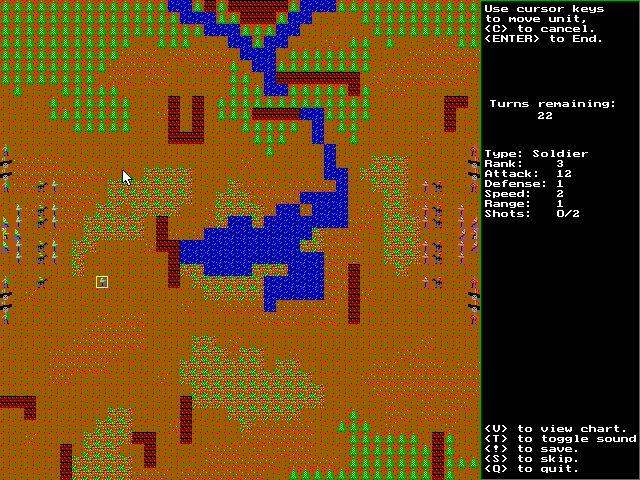 Use cursor keys
to move unit,
<C> to cancel.
<ENTER> to End.
Turns remaining:
22
Type: Soldier
Rank: 3
Attack: 12
Defense: 1
Speed: 2
Range: 1
Shots: 0/2
<V> to view chart.
<T> to toggle sound
<!> to save.
<S> to skip.
<Q> to quit.